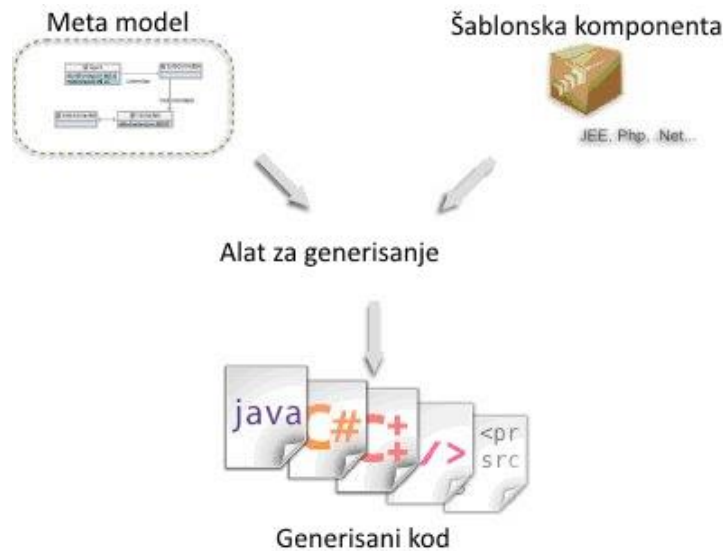 Meta model
Šablonska komponenta
JEE, Php, .Net...
Alat za generisanje
java
C#
C++
/>
<pr
src
Generisani kod